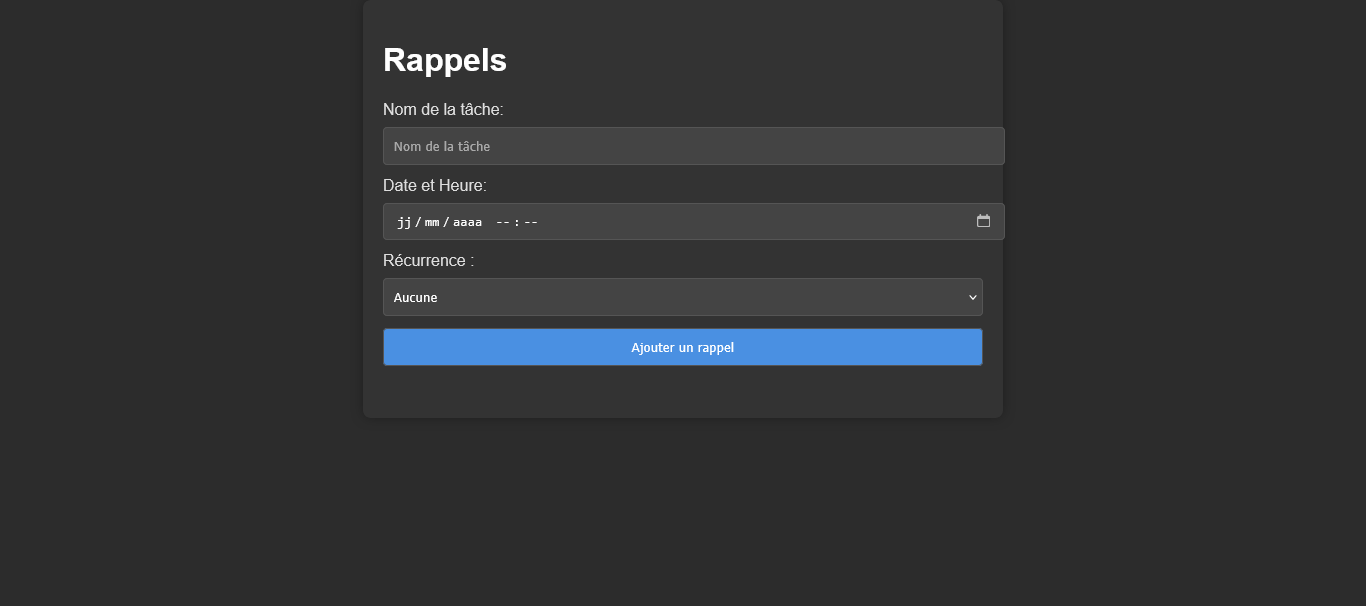 Rappels
Nom de la tâche:
Nom de la tâche
Date et Heure:
jj/mm/aaaa --:--
Récurrence :
Aucune
Ajouter un rappel